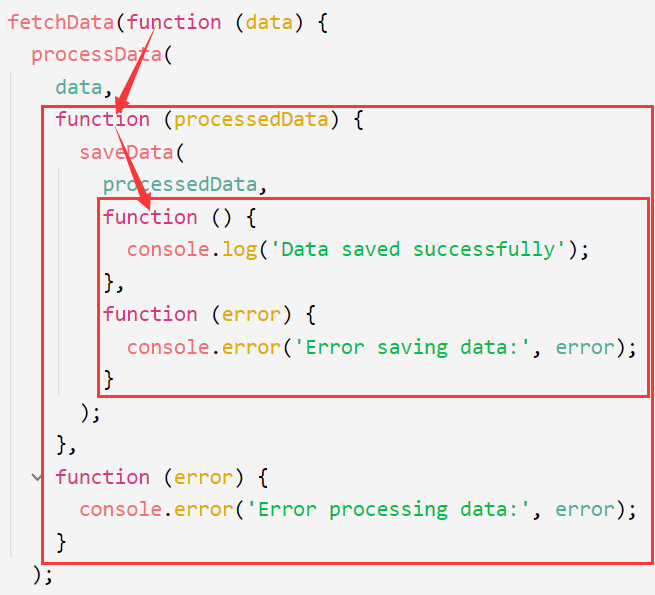 fetchData(function (data) {
  processData(
    data,
    function (processedData) {
      saveData(
        processedData,
        function () {
          console.log('Data saved successfully');
        },
        function (error) {
          console.error('Error saving data:', error);
        }
      );
    },
    function (error) {
      console.error('Error processing data:', error);
    }
  );